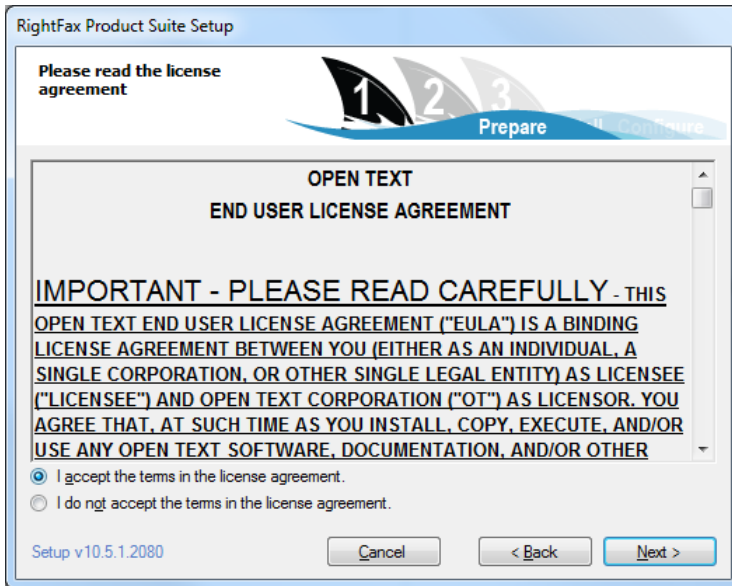 RightFax Product Suite Setup
Please read the license
agreement
1 2 3
Prepare Configure
OPEN TEXT
END USER LICENSE AGREEMENT
IMPORTANT - PLEASE READ CAREFULLY - THIS
OPEN TEXT END USER LICENSE AGREEMENT ("EULA") IS A BINDING
LICENSE AGREEMENT BETWEEN YOU (EITHER AS AN INDIVIDUAL, A
SINGLE CORPORATION, OR OTHER SINGLE LEGAL ENTITY) AS LICENSEE
("LICENSEE") AND OPEN TEXT CORPORATION ("OT") AS LICENSOR. YOU
AGREE THAT, AT SUCH TIME AS YOU INSTALL, COPY, EXECUTE, AND/OR
USE ANY OPEN TEXT SOFTWARE, DOCUMENTATION, AND/OR OTHER
I accept the terms in the license agreement.
I do not accept the terms in the license agreement.
Setup v10.5.1.2080 Cancel < Back Next >